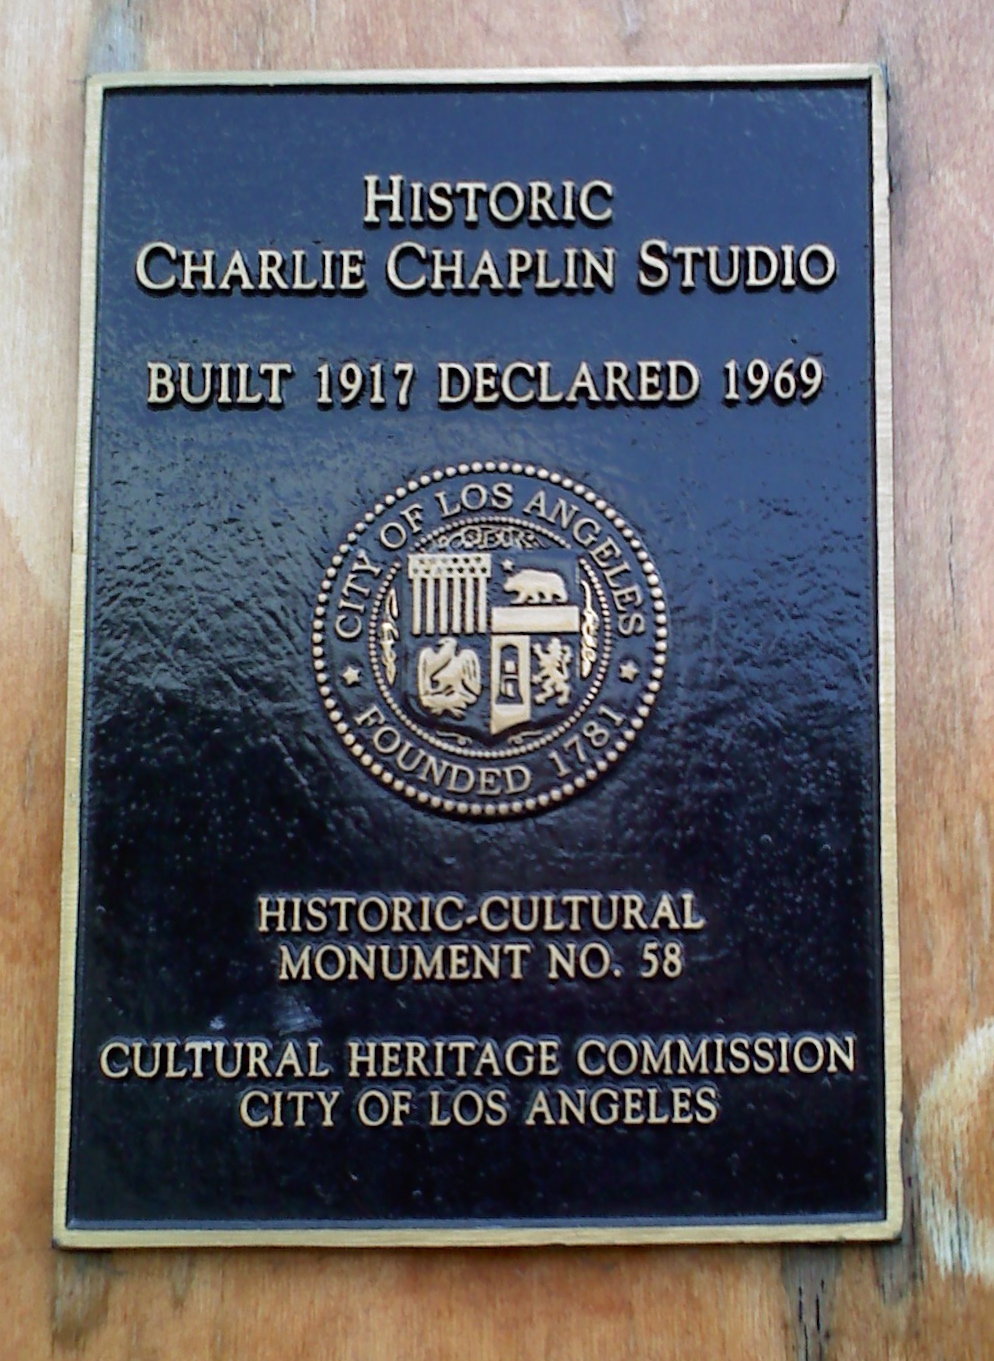 HISTORIC
CHARLIE CHAPLIN STUDIO
BUILT 1917 DECLARED 1969
CITY OF LOS ANGELES
FOUNDED 1781
HISTORIC-CULTURAL
MONUMENT NO. 58
CULTURAL HERITAGE COMMISSION
CITY OF LOS ANGELES